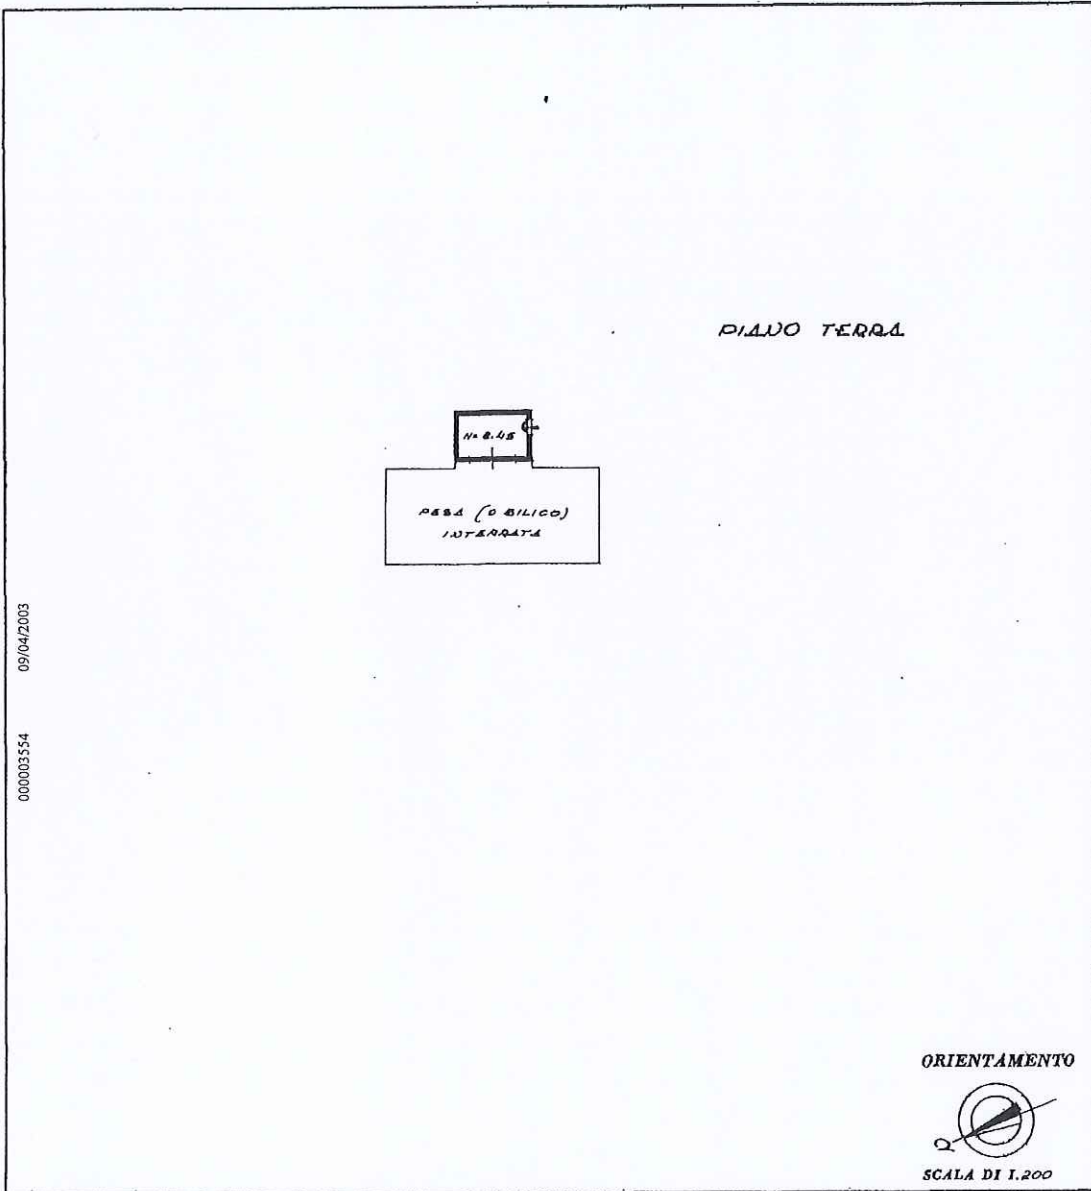 PIANO TERRA
H= 2.45
PESA (O BILICO)
INTERRATA
000003554 09/04/2003
ORIENTAMENTO
N
SCALA DI 1.200